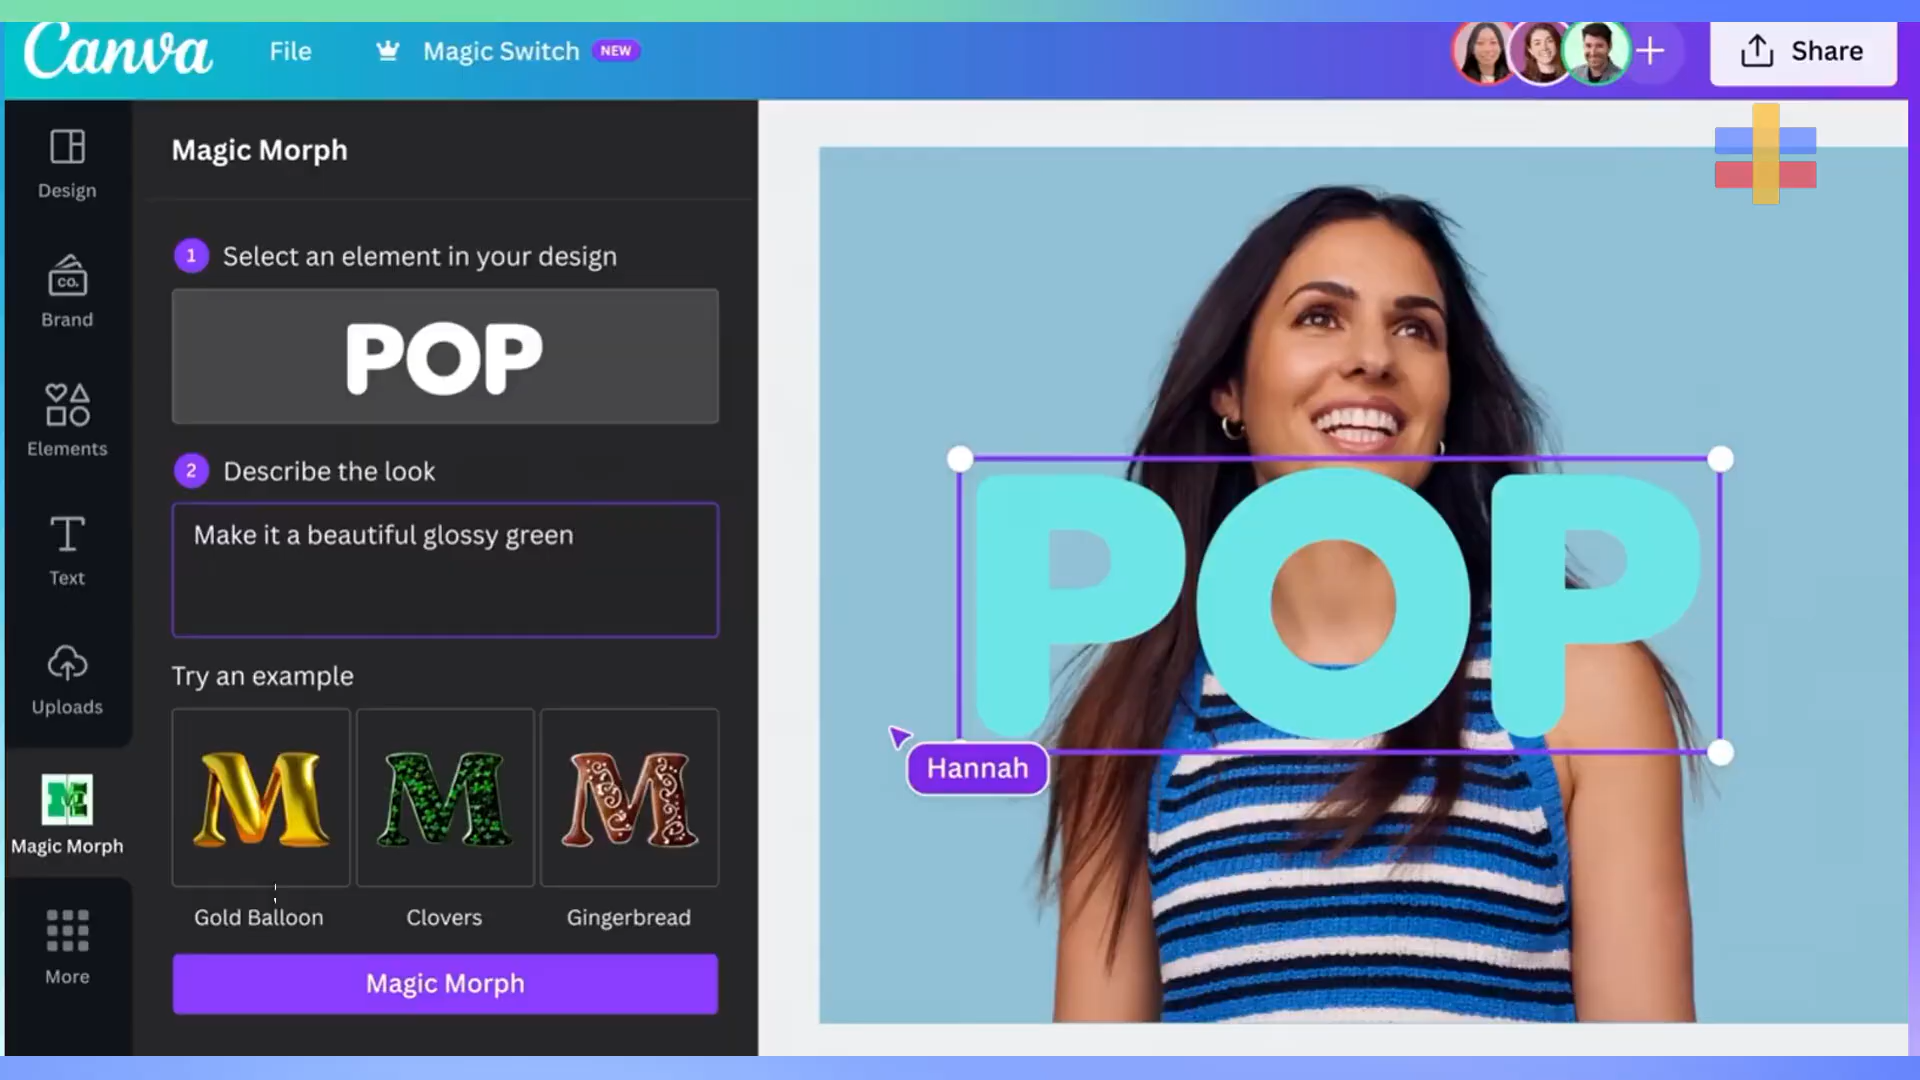 Canva
File
Magic Switch NEW
Share
Design
CO.
Brand
Elements
Text
Uploads
Magic Morph
More
Magic Morph
1 Select an element in your design
POP
2 Describe the look
Make it a beautiful glossy green
Try an example
M M M
Gold Balloon Clovers Gingerbread
Magic Morph
POP
Hannah